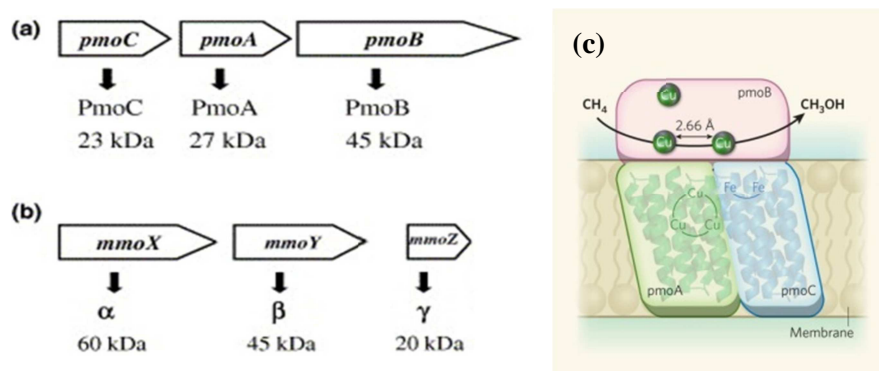 (a)
pmoC pmoA pmoB
PmoC PmoA PmoB
23 kDa 27 kDa 45 kDa
(b)
mmoX mmoY mmoZ
α β γ
60 kDa 45 kDa 20 kDa
(c)
Cu pmoB
CH₄ CH₃OH
2.66 Å
Cu Cu
Fe Fe
Cu
Cu Cu
pmoA pmoC
Membrane